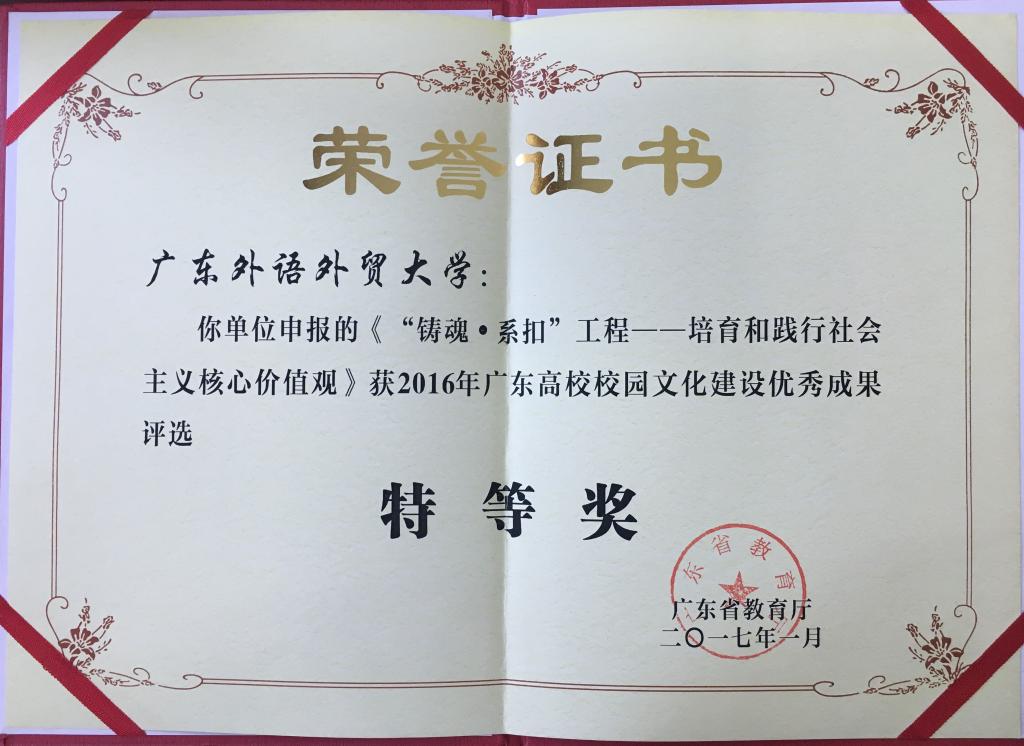 荣誉证书
广东外语外贸大学：
你单位申报的《“铸魂·系扣”工程——培育和践行社会
主义核心价值观》获2016年广东高校校园文化建设优秀成果
评选
特等奖
东省教育
广东省教育厅
二〇一七年一月